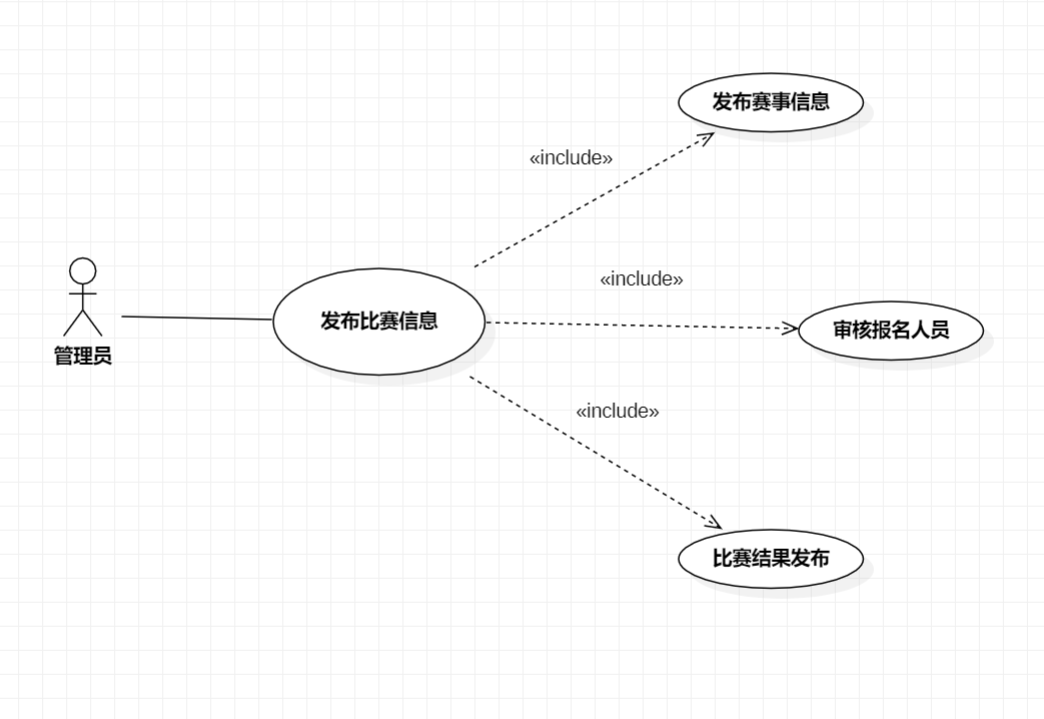 发布赛事信息
«include»
«include»
管理员
发布比赛信息
审核报名人员
«include»
比赛结果发布